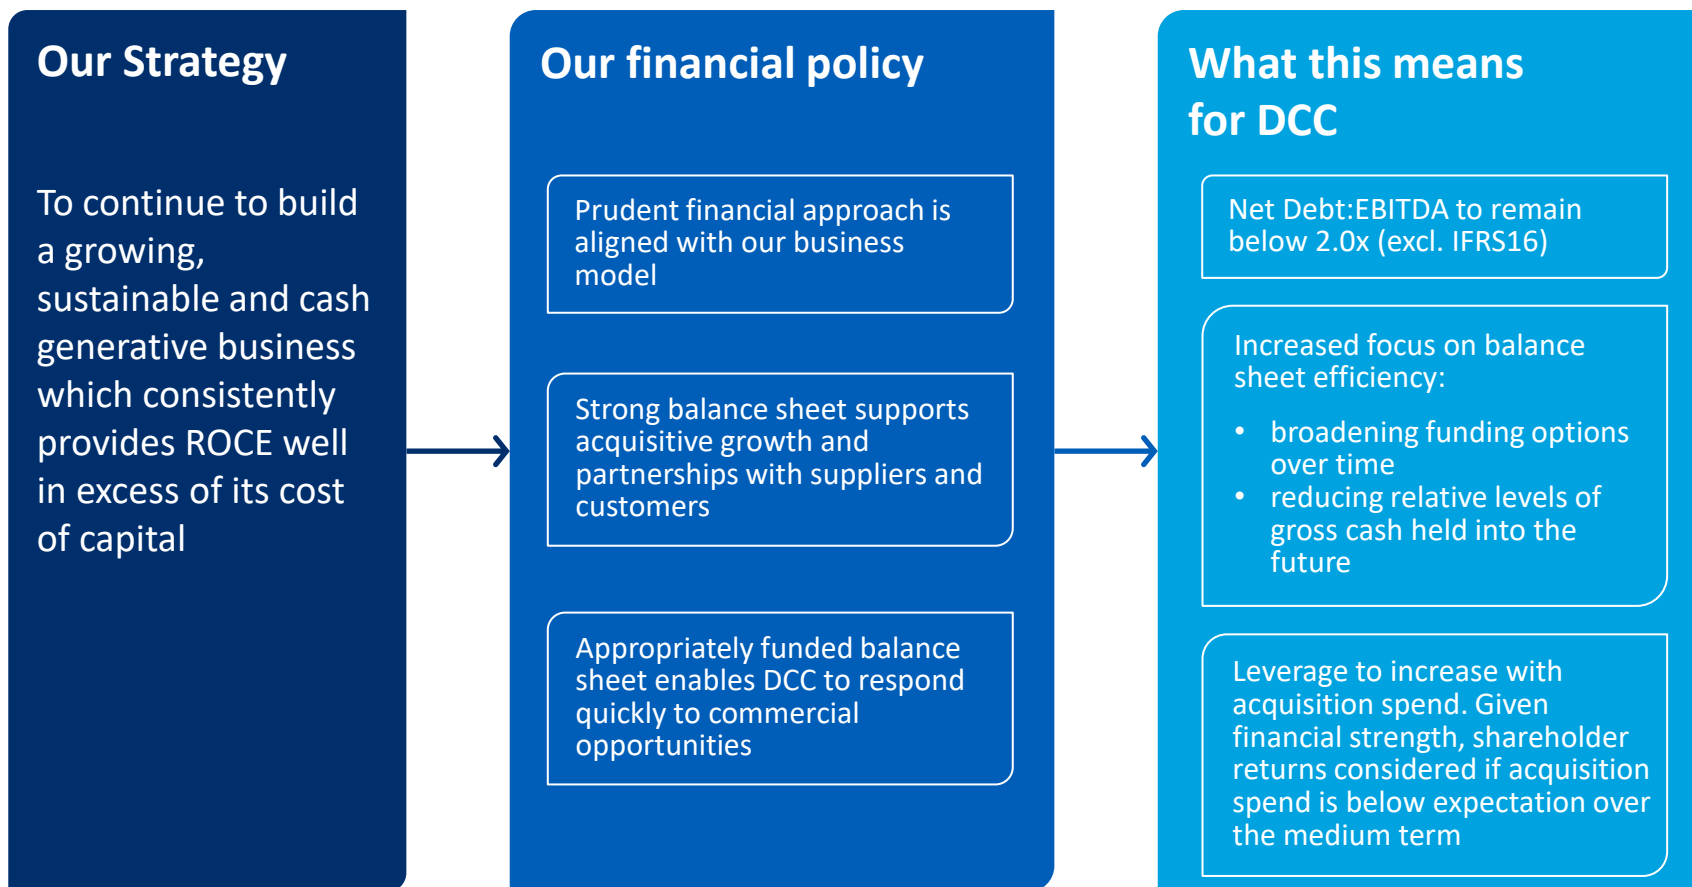 Our Strategy
To continue to build
a growing,
sustainable and cash
generative business
which consistently
provides ROCE well
in excess of its cost
of capital
Our financial policy
Prudent financial approach is
aligned with our business
model
Strong balance sheet supports
acquisitive growth and
partnerships with suppliers and
customers
Appropriately funded balance
sheet enables DCC to respond
quickly to commercial
opportunities
What this means
for DCC
Net Debt:EBITDA to remain
below 2.0x (excl. IFRS16)
Increased focus on balance
sheet efficiency:
• broadening funding options
over time
• reducing relative levels of
gross cash held into the
future
Leverage to increase with
acquisition spend. Given
financial strength, shareholder
returns considered if acquisition
spend is below expectation over
the medium term